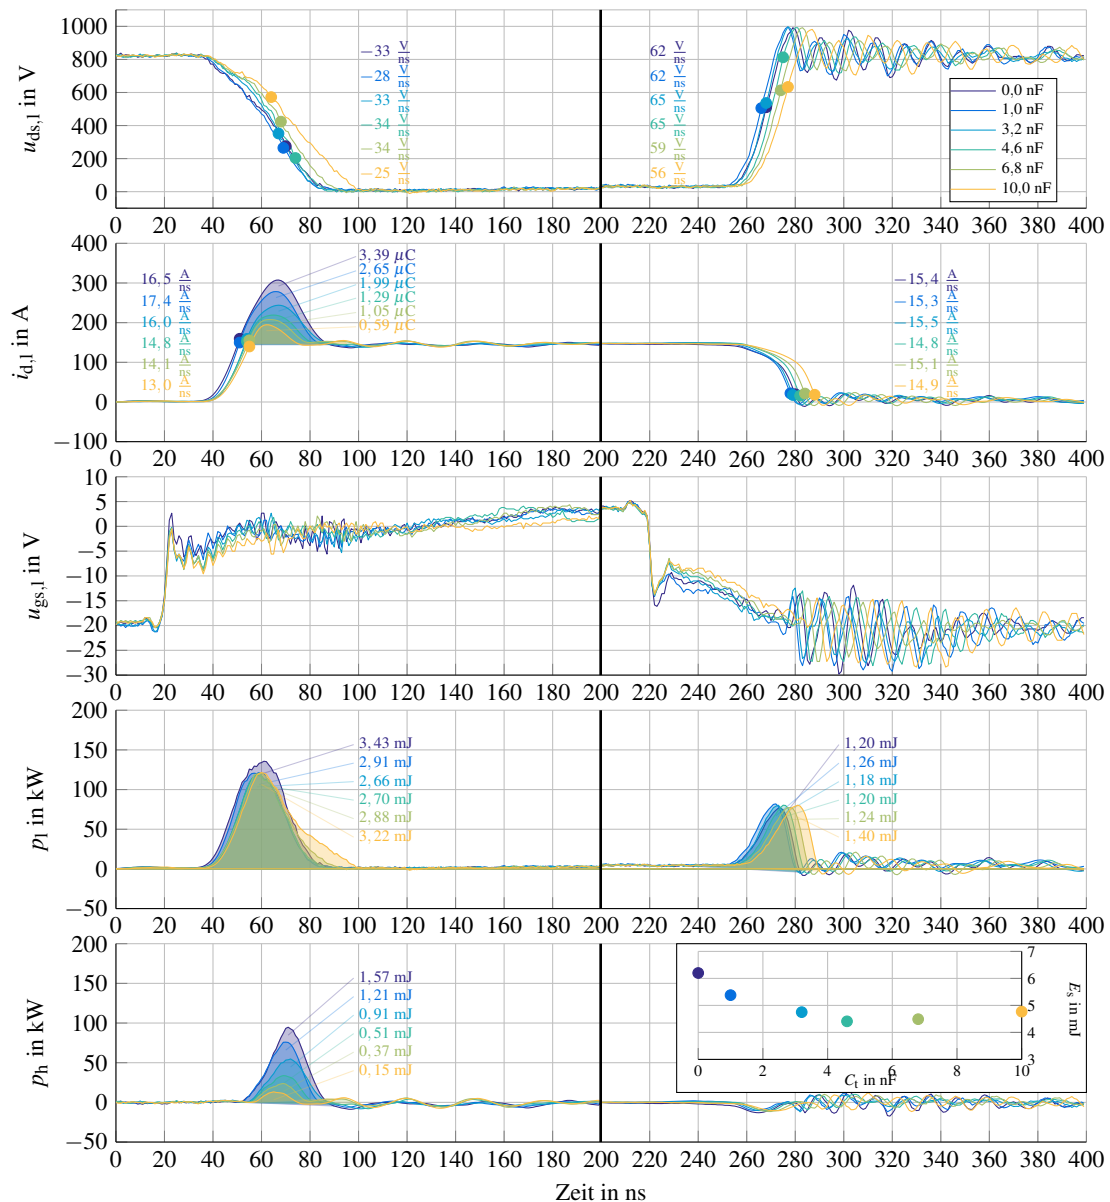 1000
800
600
400
200
0
u_ds,l in V
−33 V/ns
−28 V/ns
−33 V/ns
−34 V/ns
−34 V/ns
−25 V/ns
62 V/ns
62 V/ns
65 V/ns
65 V/ns
59 V/ns
56 V/ns
0,0 nF
1,0 nF
3,2 nF
4,6 nF
6,8 nF
10,0 nF
0 20 40 60 80 100 120 140 160 180 200 220 240 260 280 300 320 340 360 380 400
400
300
200
100
0
−100
i_d,l in A
16,5 A/ns
17,4 A/ns
16,0 A/ns
14,8 A/ns
14,1 A/ns
13,0 A/ns
3,39 µC
2,65 µC
1,99 µC
1,29 µC
1,05 µC
0,59 µC
−15,4 A/ns
−15,3 A/ns
−15,5 A/ns
−14,8 A/ns
−15,1 A/ns
−14,9 A/ns
0 20 40 60 80 100 120 140 160 180 200 220 240 260 280 300 320 340 360 380 400
10
5
0
−5
−10
−15
−20
−25
−30
u_gs,l in V
0 20 40 60 80 100 120 140 160 180 200 220 240 260 280 300 320 340 360 380 400
200
150
100
50
0
−50
p_l in kW
3,43 mJ
2,91 mJ
2,66 mJ
2,70 mJ
2,88 mJ
3,22 mJ
1,20 mJ
1,26 mJ
1,18 mJ
1,20 mJ
1,24 mJ
1,40 mJ
0 20 40 60 80 100 120 140 160 180 200 220 240 260 280 300 320 340 360 380 400
200
150
100
50
0
−50
p_h in kW
1,57 mJ
1,21 mJ
0,91 mJ
0,51 mJ
0,37 mJ
0,15 mJ
7
6
5
4
3
E_s in mJ
0 2 4 6 8 10
C_t in nF
0 20 40 60 80 100 120 140 160 180 200 220 240 260 280 300 320 340 360 380 400
Zeit in ns